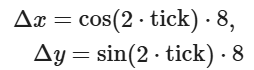 Δx = cos(2 · tick) · 8,
Δy = sin(2 · tick) · 8